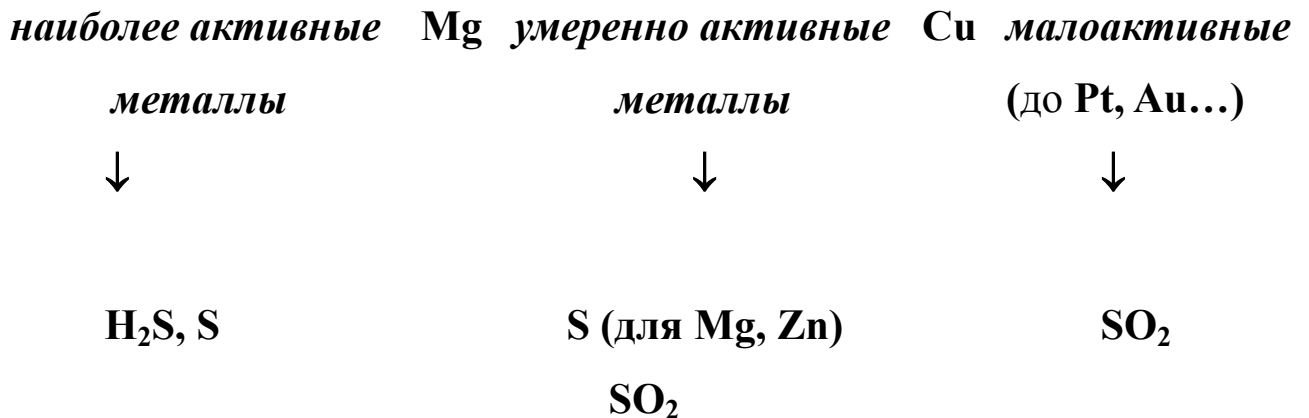 наиболее активные Mg умеренно активные Cu малоактивные
металлы металлы (до Pt, Au…)
↓ ↓ ↓
H₂S, S S (для Mg, Zn) SO₂
SO₂